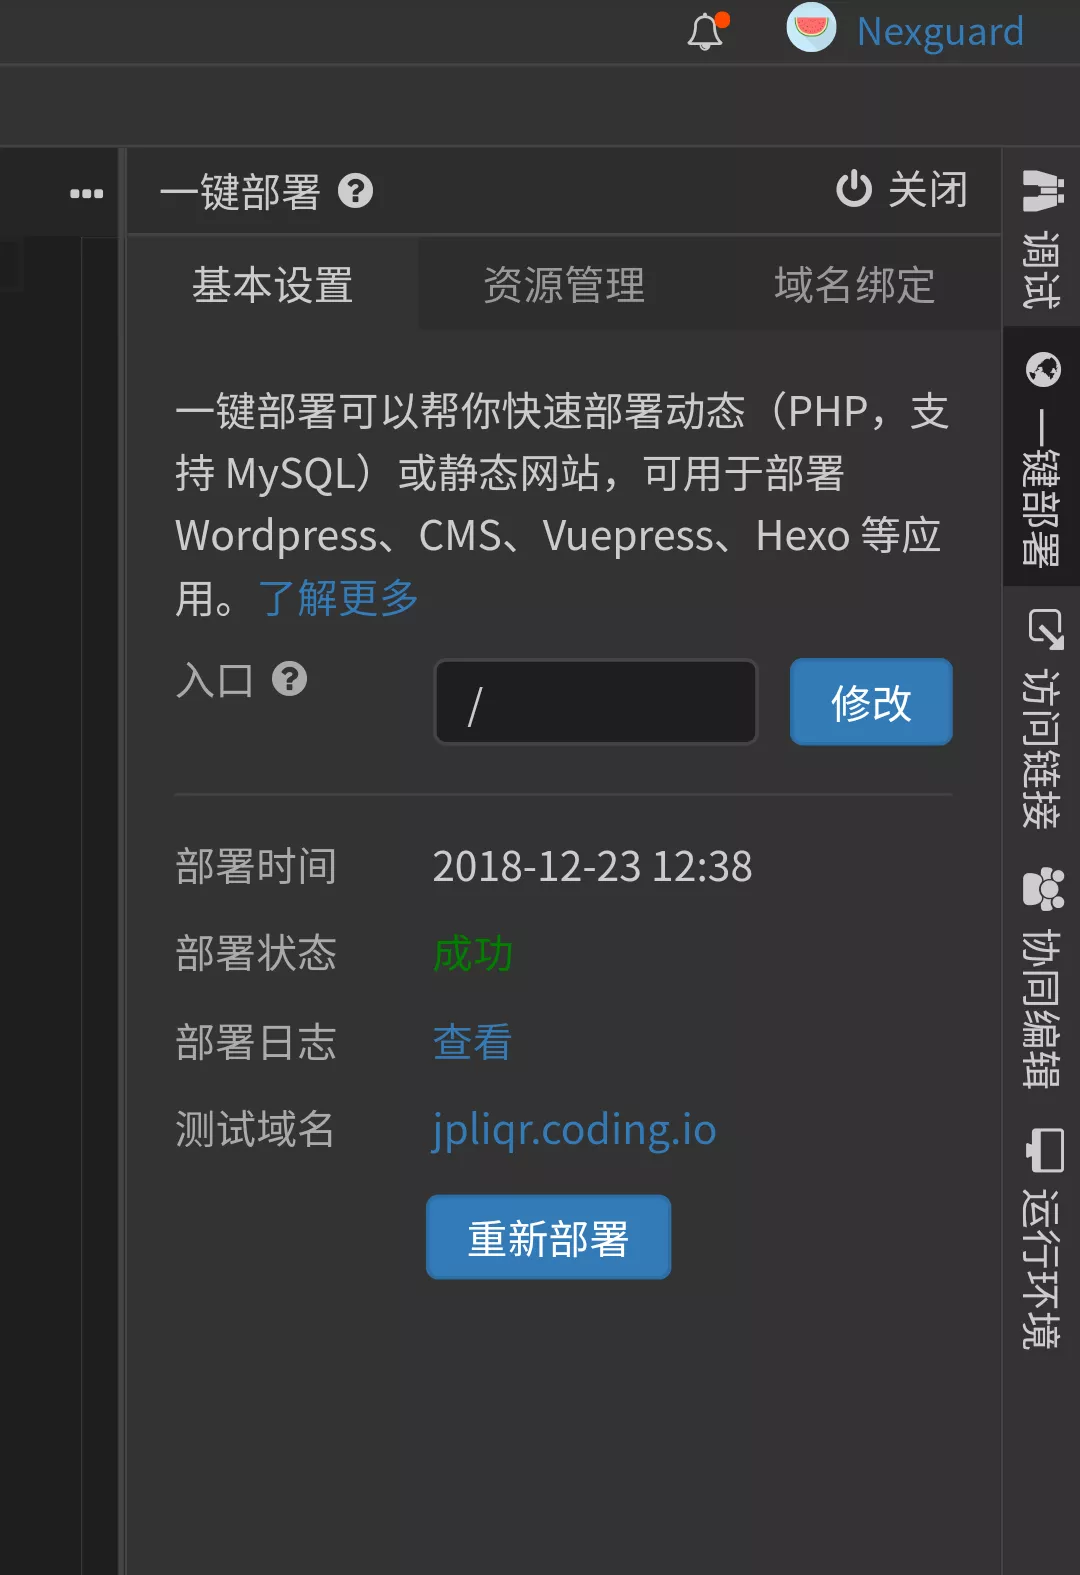 Nexguard
一键部署
关闭
基本设置 资源管理 域名绑定
一键部署可以帮你快速部署动态（PHP，支
持 MySQL）或静态网站，可用于部署
Wordpress、CMS、Vuepress、Hexo 等应
用。了解更多
入口
/
修改
部署时间 2018-12-23 12:38
部署状态 成功
部署日志 查看
测试域名 jpliqr.coding.io
重新部署
调试
一键部署
访问链接
协同编辑
运行环境